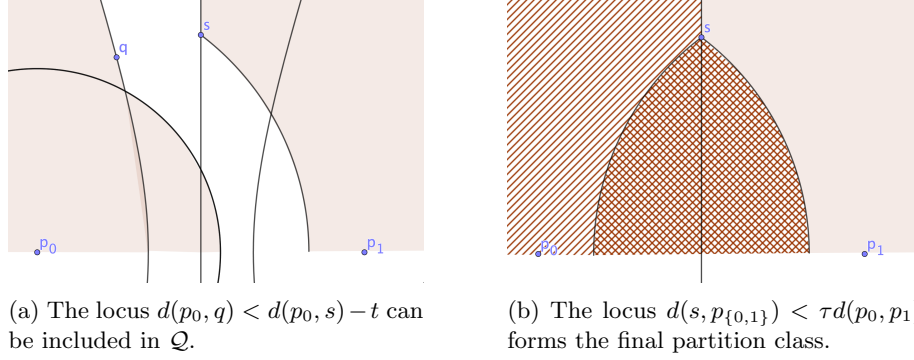 s
q
p₀
p₁
s
p₀
p₁
(a) The locus d(p₀, q) < d(p₀, s) − t can
be included in 𝒬.
(b) The locus d(s, p_{0,1}) < τd(p₀, p₁
forms the final partition class.